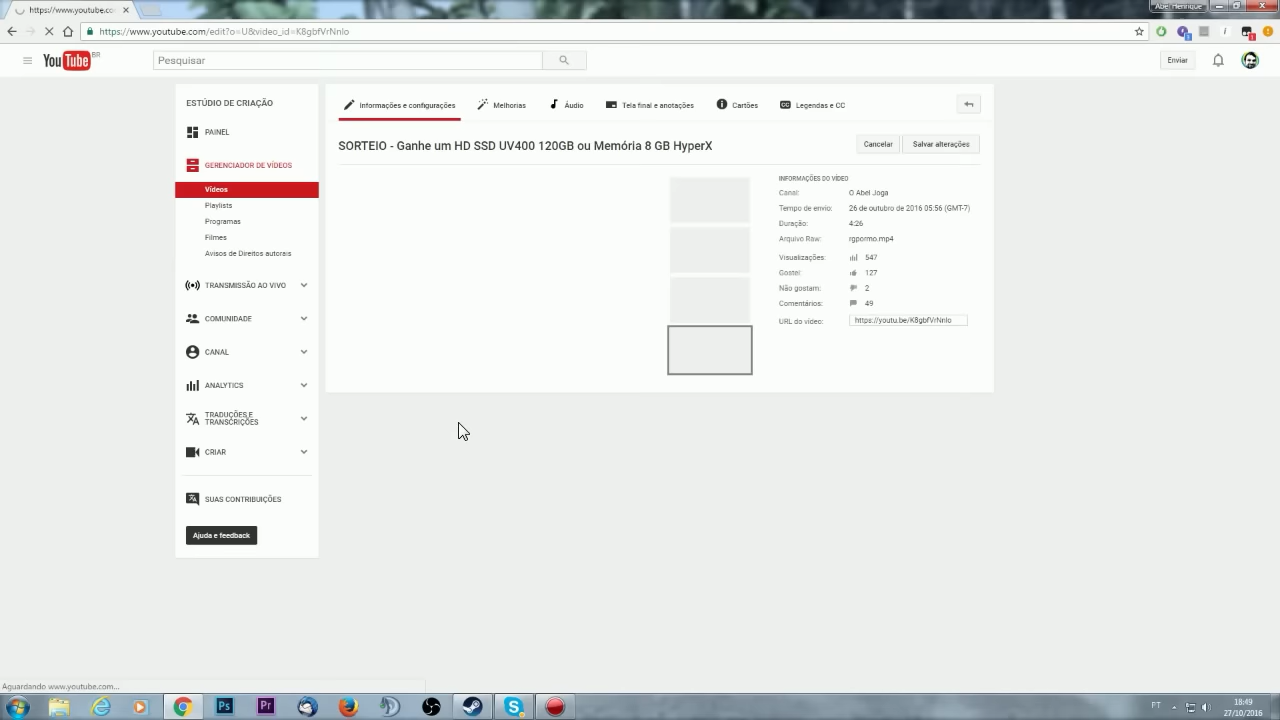 https://www.youtube.co
Abel Henrique
https://www.youtube.com/edit?o=U&video_id=K8gbfVrNnIo
YouTube BR
Pesquisar
Enviar
ESTÚDIO DE CRIAÇÃO
PAINEL
GERENCIADOR DE VÍDEOS
Vídeos
Playlists
Programas
Filmes
Avisos de Direitos autorais
TRANSMISSÃO AO VIVO
COMUNIDADE
CANAL
ANALYTICS
TRADUÇÕES E
TRANSCRIÇÕES
CRIAR
SUAS CONTRIBUIÇÕES
Ajuda e feedback
Informações e configurações
Melhorias
Áudio
Tela final e anotações
Cartões
CC Legendas e CC
SORTEIO - Ganhe um HD SSD UV400 120GB ou Memória 8 GB HyperX
Cancelar
Salvar alterações
INFORMAÇÕES DO VÍDEO
Canal: O Abel Joga
Tempo de envio: 26 de outubro de 2016 05:56 (GMT-7)
Duração: 4:26
Arquivo Raw: rgpormo.mp4
Visualizações: 547
Gostei: 127
Não gostam: 2
Comentários: 49
URL do vídeo: https://youtu.be/K8gbfVrNnIo
Aguardando www.youtube.com...
Ps
Pr
PT
18:49
27/10/2016